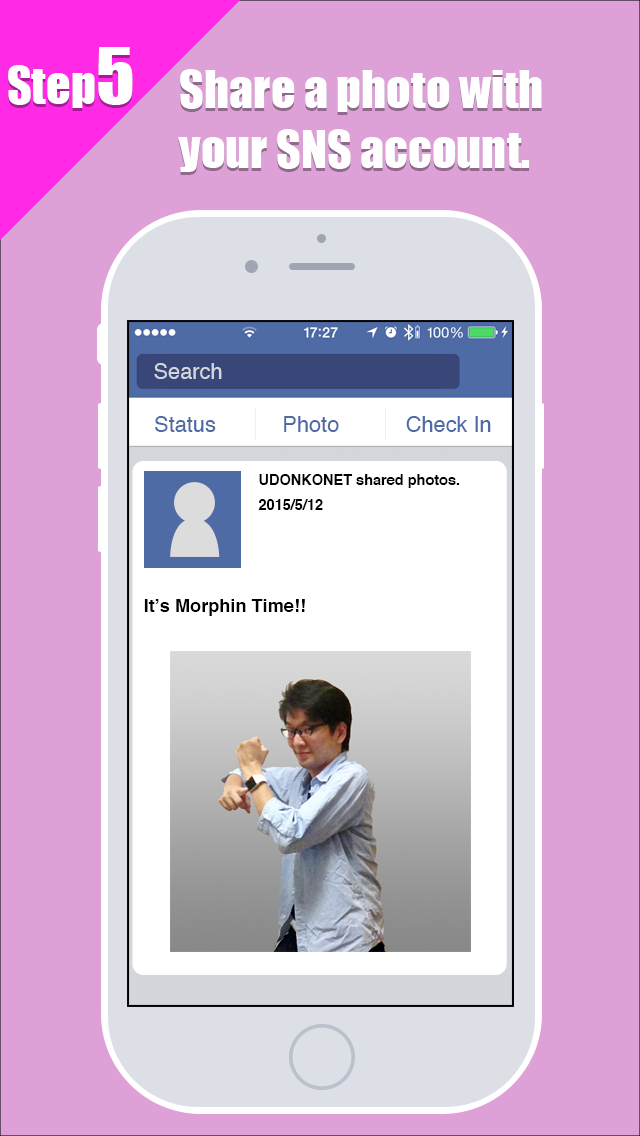 Step5
Share a photo with
your SNS account.
17:27
100%
Search
Status
Photo
Check In
UDONKONET shared photos.
2015/5/12
It’s Morphin Time!!